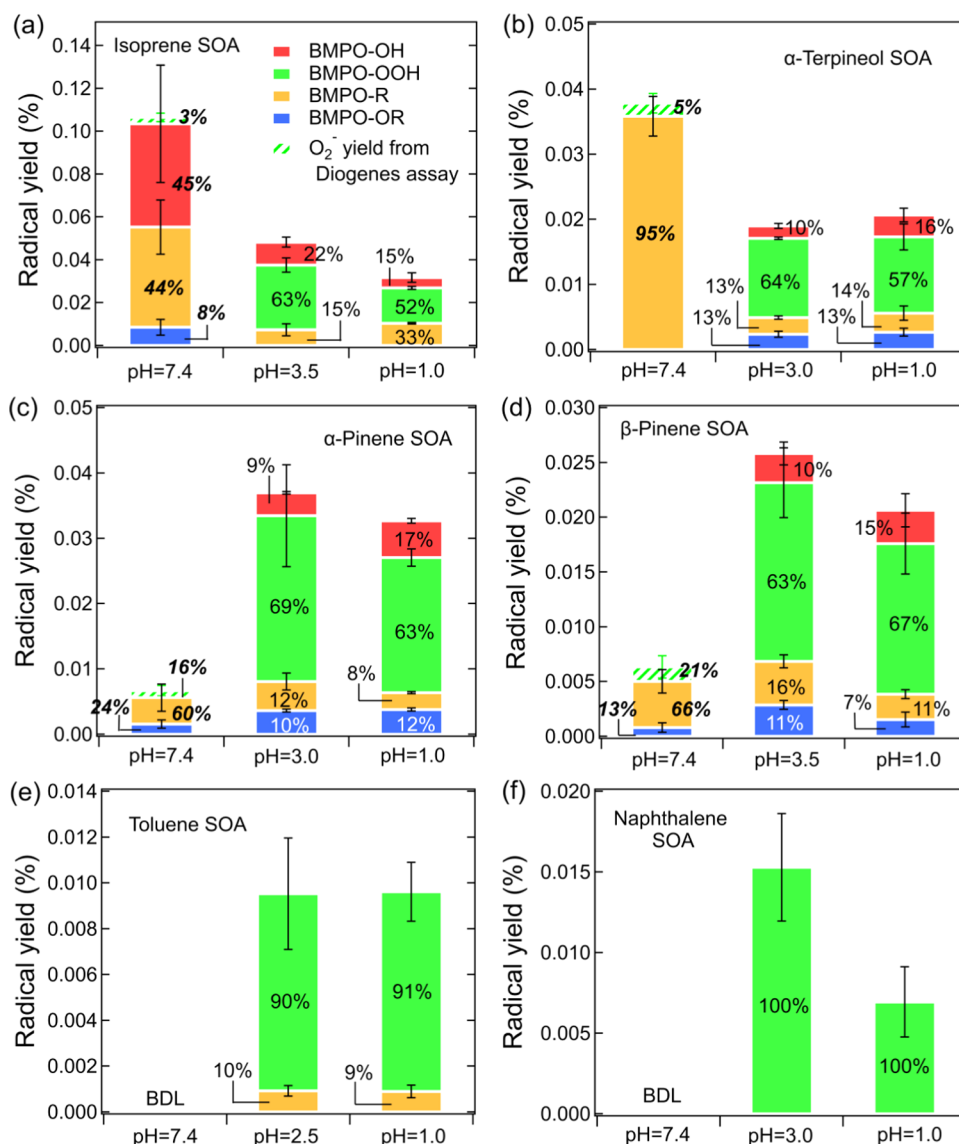 (a)
Isoprene SOA
BMPO-OH
BMPO-OOH
BMPO-R
BMPO-OR
O₂⁻ yield from
Diogenes assay
Radical yield (%)
0.14
0.12
0.10
0.08
0.06
0.04
0.02
0.00
3%
45%
44%
8%
22%
63%
15%
15%
52%
33%
pH=7.4
pH=3.5
pH=1.0
(b)
α-Terpineol SOA
Radical yield (%)
0.05
0.04
0.03
0.02
0.01
0.00
5%
95%
10%
64%
13%
13%
16%
57%
14%
13%
pH=7.4
pH=3.0
pH=1.0
(c)
α-Pinene SOA
Radical yield (%)
0.05
0.04
0.03
0.02
0.01
0.00
16%
24%
60%
9%
69%
12%
10%
17%
63%
8%
12%
pH=7.4
pH=3.0
pH=1.0
(d)
β-Pinene SOA
Radical yield (%)
0.030
0.025
0.020
0.015
0.010
0.005
0.000
21%
13%
66%
10%
63%
16%
11%
15%
67%
7%
11%
pH=7.4
pH=3.5
pH=1.0
(e)
Toluene SOA
Radical yield (%)
0.014
0.012
0.010
0.008
0.006
0.004
0.002
0.000
BDL
90%
10%
91%
9%
pH=7.4
pH=2.5
pH=1.0
(f)
Naphthalene
SOA
Radical yield (%)
0.020
0.015
0.010
0.005
0.000
BDL
100%
100%
pH=7.4
pH=3.0
pH=1.0